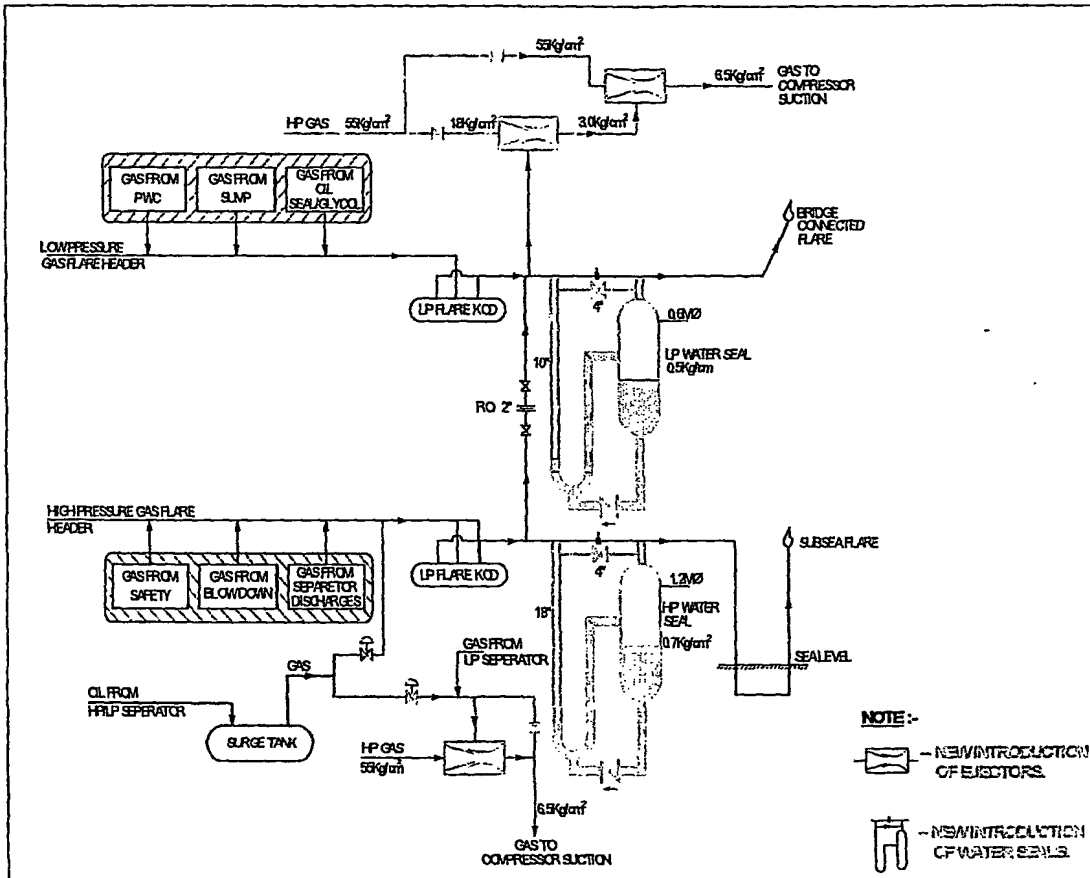 55Kg/cm²
6.5Kg/cm²
GAS TO
COMPRESSOR
SUCTION
HP GAS
55Kg/cm²
1.8Kg/cm²
3.0Kg/cm²
GAS FROM
PWC
GAS FROM
SUMP
GAS FROM
OIL
SEAL/GLYCOL
LOW PRESSURE
GAS FLARE HEADER
BRIDGE
CONNECTED
FLARE
LP FLARE KOD
4"
0.6MØ
LP WATER SEAL
0.5Kg/cm
10"
RO 2"
HIGH PRESSURE GAS FLARE
HEADER
LP FLARE KOD
SUBSEA FLARE
GAS FROM
SAFETY
GAS FROM
BLOWDOWN
GAS FROM
SEPARETOR
DISCHARGES
4"
1.2MØ
HP WATER
SEAL
0.7Kg/cm²
18"
SEA LEVEL
GAS
GAS FROM
LP SEPERATOR
OIL FROM
HP/LP SEPERATOR
SURGE TANK
HP GAS
55Kg/cm
6.5Kg/cm²
GAS TO
COMPRESSOR SUCTION
NOTE :-
- NEW INTRODUCTION
OF EJECTORS.
- NEW INTRODUCTION
OF WATER SEALS.